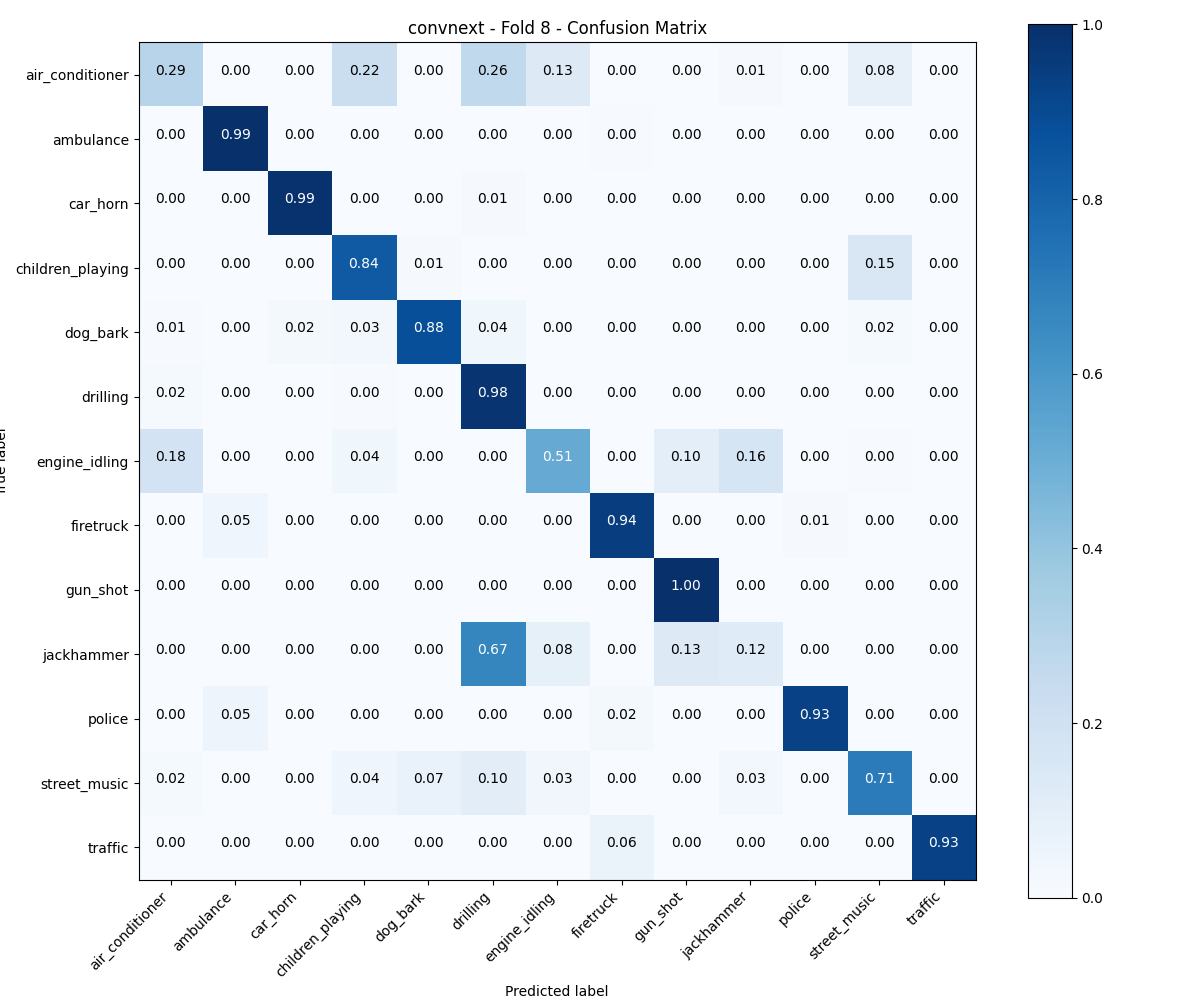 convnext - Fold 8 - Confusion Matrix
air_conditioner 0.29 0.00 0.00 0.22 0.00 0.26 0.13 0.00 0.00 0.01 0.00 0.08 0.00
ambulance 0.00 0.99 0.00 0.00 0.00 0.00 0.00 0.00 0.00 0.00 0.00 0.00 0.00
car_horn 0.00 0.00 0.99 0.00 0.00 0.01 0.00 0.00 0.00 0.00 0.00 0.00 0.00
children_playing 0.00 0.00 0.00 0.84 0.01 0.00 0.00 0.00 0.00 0.00 0.00 0.15 0.00
dog_bark 0.01 0.00 0.02 0.03 0.88 0.04 0.00 0.00 0.00 0.00 0.00 0.02 0.00
drilling 0.02 0.00 0.00 0.00 0.00 0.98 0.00 0.00 0.00 0.00 0.00 0.00 0.00
engine_idling 0.18 0.00 0.00 0.04 0.00 0.00 0.51 0.00 0.10 0.16 0.00 0.00 0.00
firetruck 0.00 0.05 0.00 0.00 0.00 0.00 0.00 0.94 0.00 0.00 0.01 0.00 0.00
gun_shot 0.00 0.00 0.00 0.00 0.00 0.00 0.00 0.00 1.00 0.00 0.00 0.00 0.00
jackhammer 0.00 0.00 0.00 0.00 0.00 0.67 0.08 0.00 0.13 0.12 0.00 0.00 0.00
police 0.00 0.05 0.00 0.00 0.00 0.00 0.00 0.02 0.00 0.00 0.93 0.00 0.00
street_music 0.02 0.00 0.00 0.04 0.07 0.10 0.03 0.00 0.00 0.03 0.00 0.71 0.00
traffic 0.00 0.00 0.00 0.00 0.00 0.00 0.00 0.06 0.00 0.00 0.00 0.00 0.93
air_conditioner ambulance car_horn children_playing dog_bark drilling engine_idling firetruck gun_shot jackhammer police street_music traffic
Predicted label
1.0
0.8
0.6
0.4
0.2
0.0